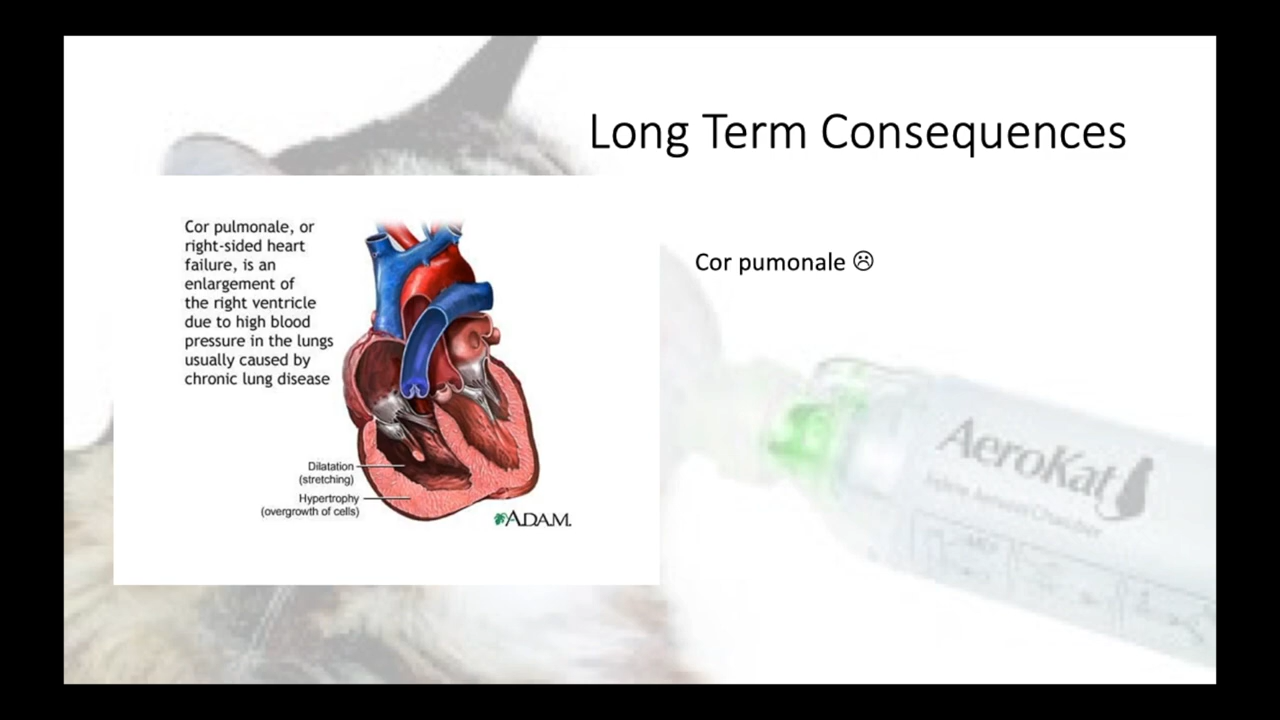 Long Term Consequences
Cor pulmonale, or
right-sided heart
failure, is an
enlargement of
the right ventricle
due to high blood
pressure in the lungs
usually caused by
chronic lung disease
Dilatation
(stretching)
Hypertrophy
(overgrowth of cells)
ADAM.
Cor pumonale ☹
AeroKat
Chamber